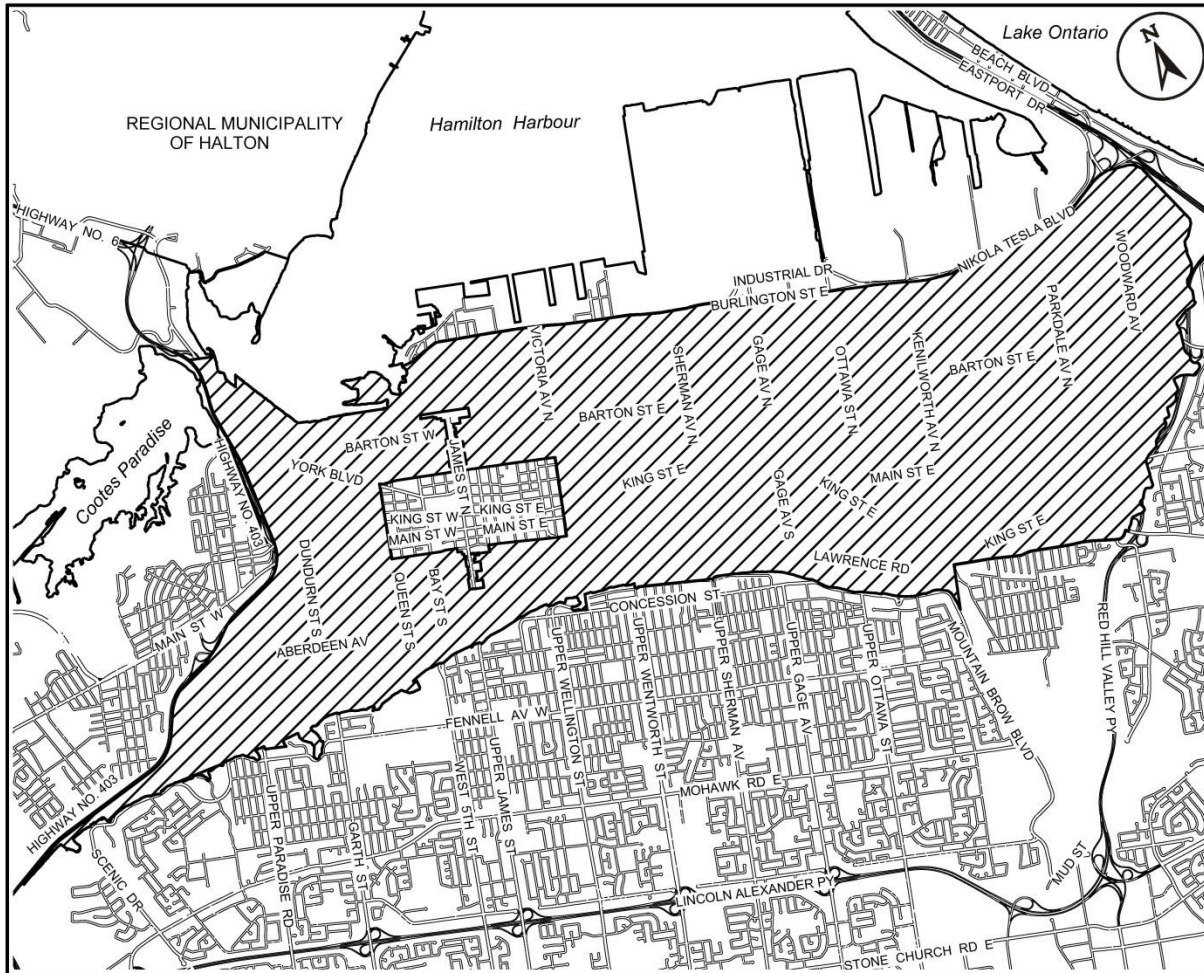 Lake Ontario
N
BEACH BLVD
EASTPORT DR
REGIONAL MUNICIPALITY
OF HALTON
Hamilton Harbour
HIGHWAY NO. 6
NIKOLA TESLA BLVD
WOODWARD AV
INDUSTRIAL DR
BURLINGTON ST E
PARKDALE AV N
VICTORIA AV N
SHERMAN AV N
GAGE AV N
OTTAWA ST N
KENILWORTH AV N
BARTON ST E
BARTON ST E
Cootes Paradise
HIGHWAY NO. 403
BARTON ST W
JAMES ST N
YORK BLVD
KING ST E
MAIN ST E
KING ST E
GAGE AV S
KING ST W
KING ST E
MAIN ST W
MAIN ST E
KING ST E
DUNDURN ST S
QUEEN ST S
BAY ST S
LAWRENCE RD
MAIN ST W
ABERDEEN AV
CONCESSION ST
UPPER WELLINGTON ST
UPPER WENTWORTH ST
UPPER SHERMAN AV
UPPER GAGE AV
UPPER OTTAWA ST
MOUNTAIN BROW BLVD
RED HILL VALLEY PY
FENNELL AV W
WEST 5TH ST
UPPER JAMES ST
MOHAWK RD E
HIGHWAY NO. 403
SCENIC DR
UPPER PARADISE RD
GARTH ST
MUD ST
LINCOLN ALEXANDER PY
STONE CHURCH RD E